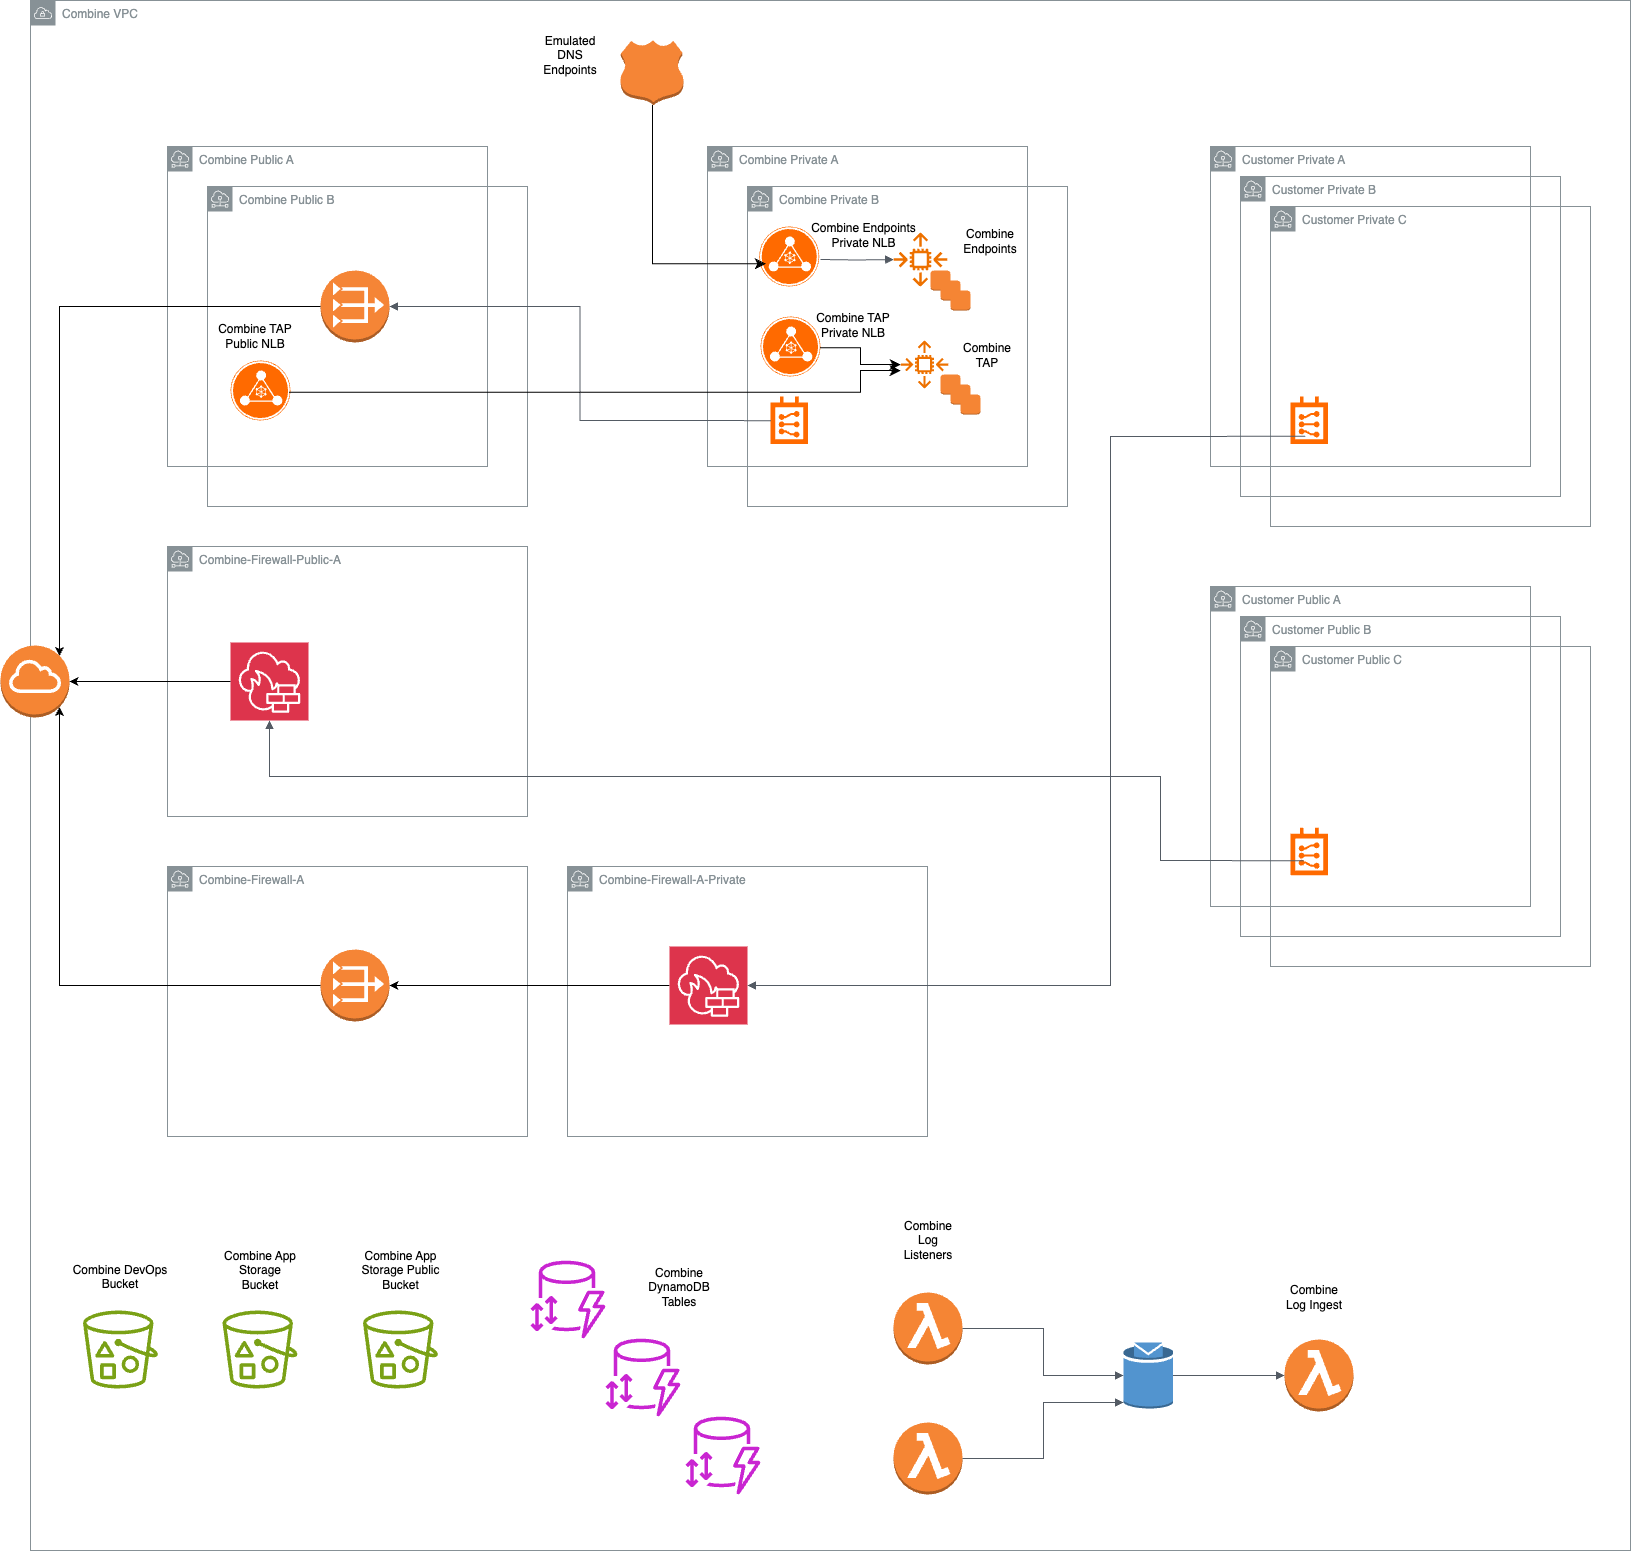 Combine VPC
Emulated
DNS
Endpoints
Combine Public A
Combine Public B
Combine TAP
Public NLB
Combine Private A
Combine Private B
Combine Endpoints
Private NLB
Combine
Endpoints
Combine TAP
Private NLB
Combine
TAP
Customer Private A
Customer Private B
Customer Private C
Combine-Firewall-Public-A
Customer Public A
Customer Public B
Customer Public C
Combine-Firewall-A
Combine-Firewall-A-Private
Combine DevOps
Bucket
Combine App
Storage
Bucket
Combine App
Storage Public
Bucket
Combine
DynamoDB
Tables
Combine
Log
Listeners
Combine
Log Ingest